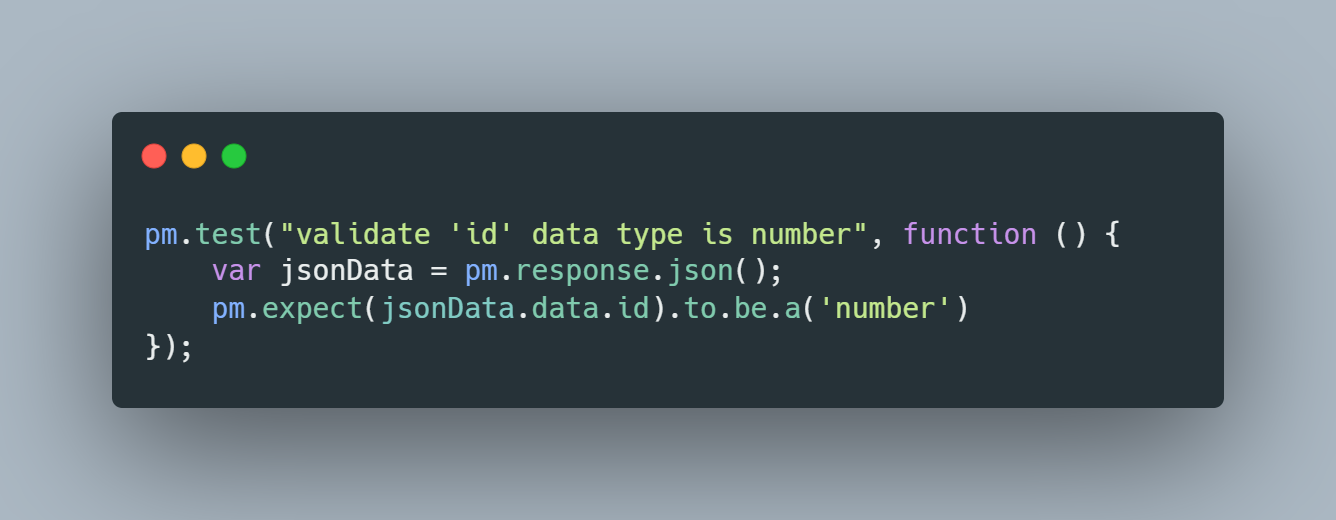 pm.test("validate 'id' data type is number", function () {
    var jsonData = pm.response.json();
    pm.expect(jsonData.data.id).to.be.a('number')
});